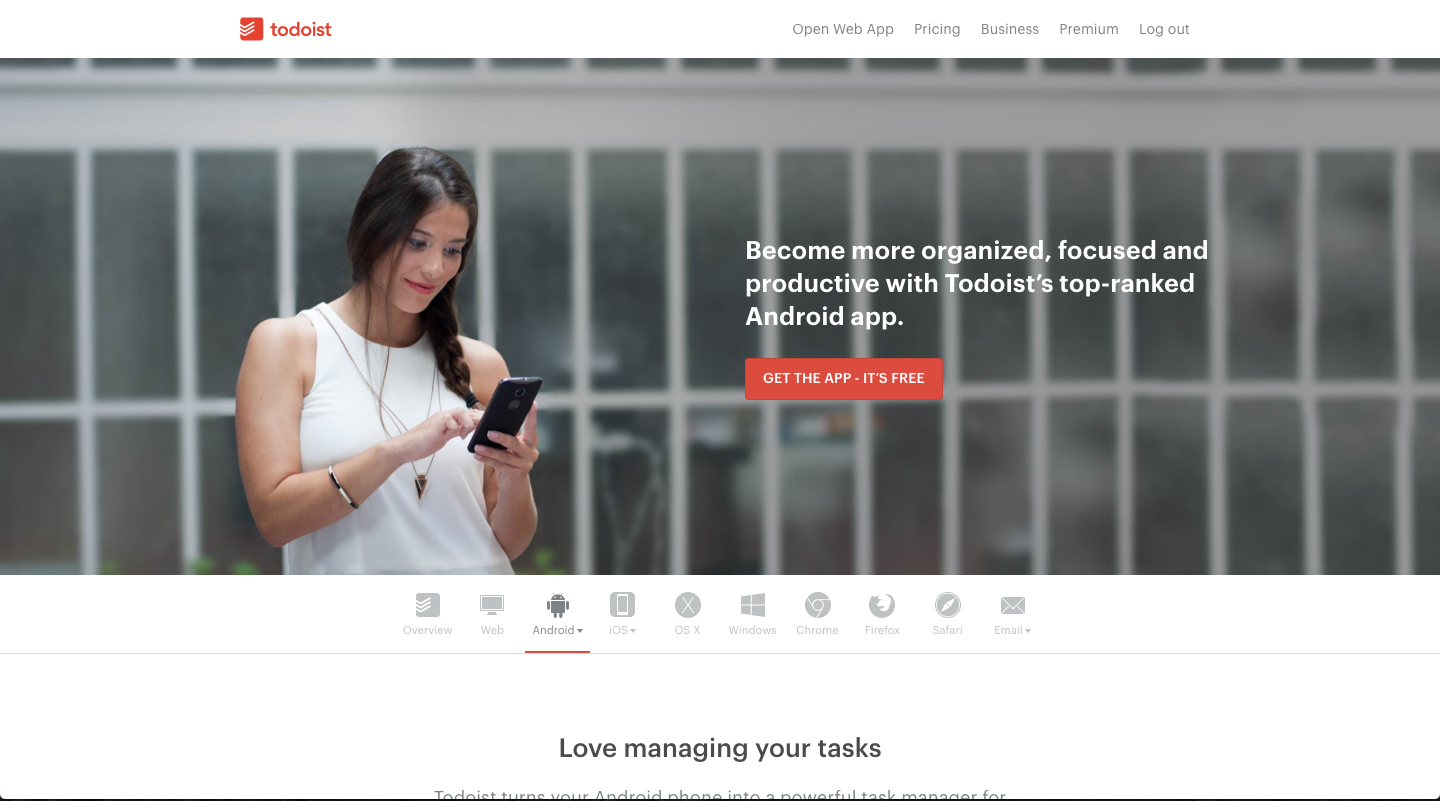 todoist
Open Web App Pricing Business Premium Log out
Become more organized, focused and
productive with Todoist’s top-ranked
Android app.
GET THE APP - IT’S FREE
Overview Web Android iOS OS X Windows Chrome Firefox Safari Email
Love managing your tasks
Todoist turns your Android phone into a powerful task manager for